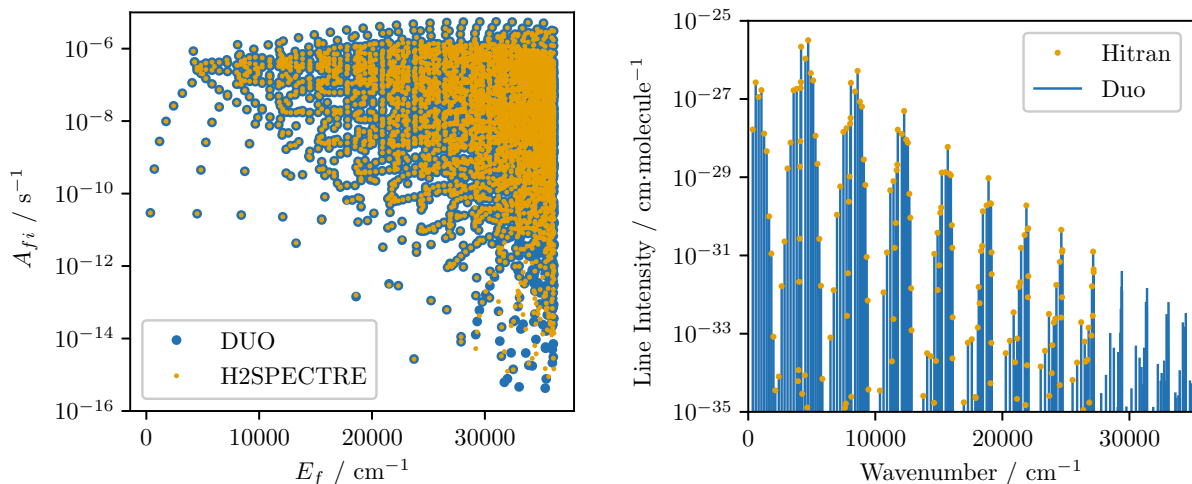 10⁻⁶
10⁻⁸
10⁻¹⁰
10⁻¹²
10⁻¹⁴
10⁻¹⁶
A_{fi} / s⁻¹
DUO
H2SPECTRE
0 10000 20000 30000
E_f / cm⁻¹
10⁻²⁵
10⁻²⁷
10⁻²⁹
10⁻³¹
10⁻³³
10⁻³⁵
Line Intensity / cm·molecule⁻¹
Hitran
Duo
0 10000 20000 30000
Wavenumber / cm⁻¹